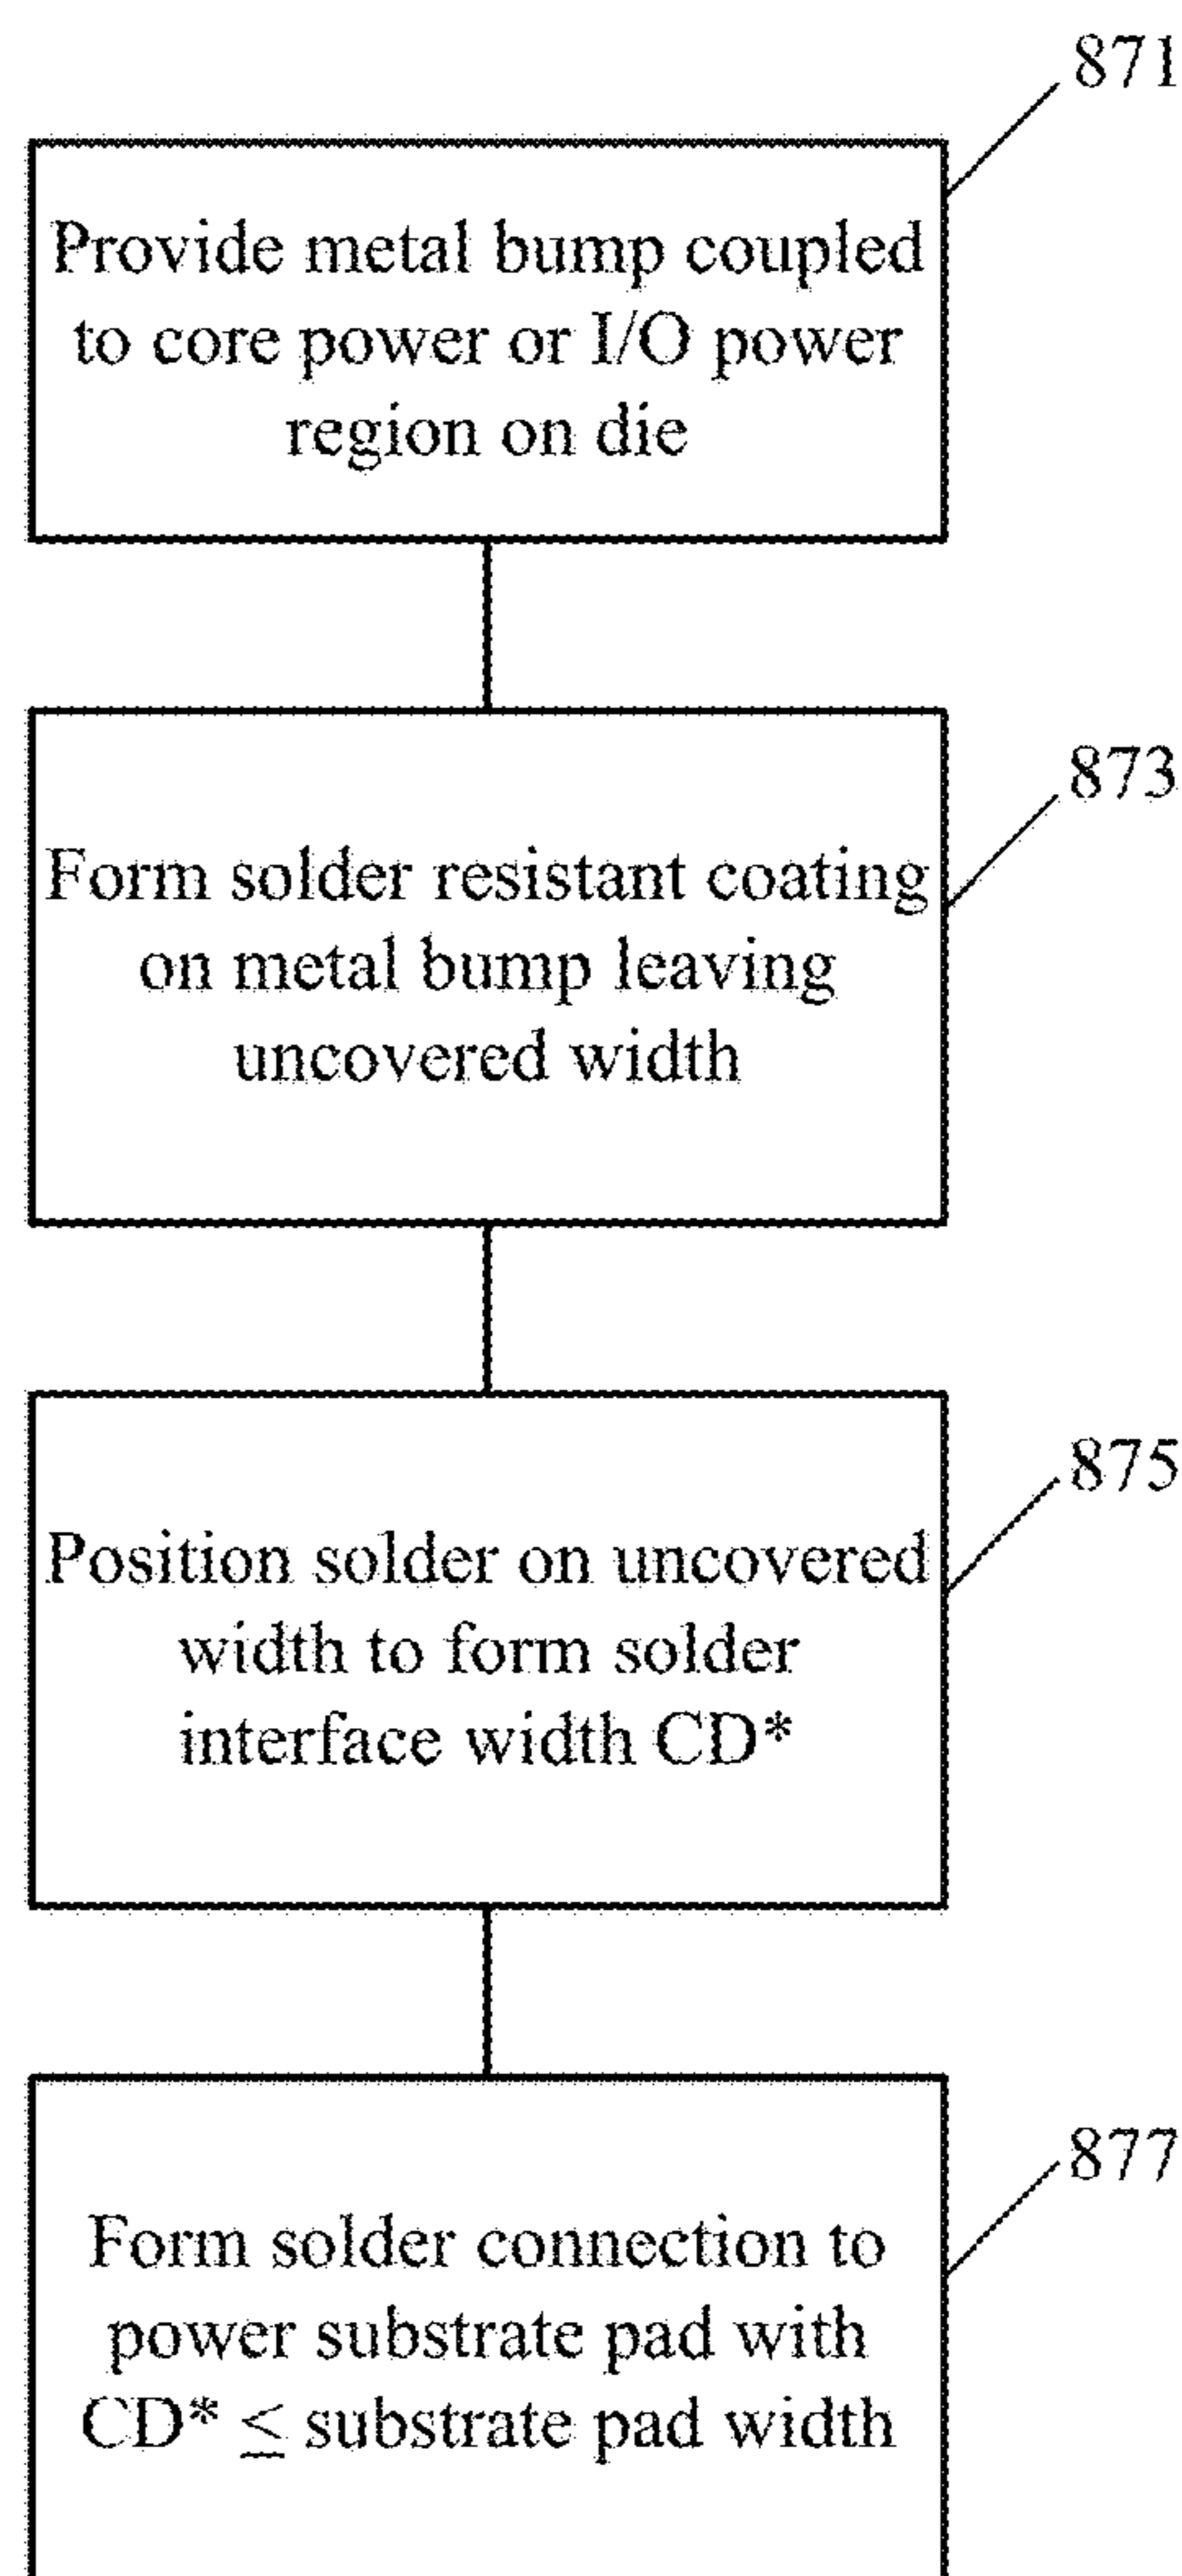 871
Provide metal bump coupled
to core power or I/O power
region on die
873
Form solder resistant coating
on metal bump leaving
uncovered width
875
Position solder on uncovered
width to form solder
interface width CD*
877
Form solder connection to
power substrate pad with
CD* ≤ substrate pad width